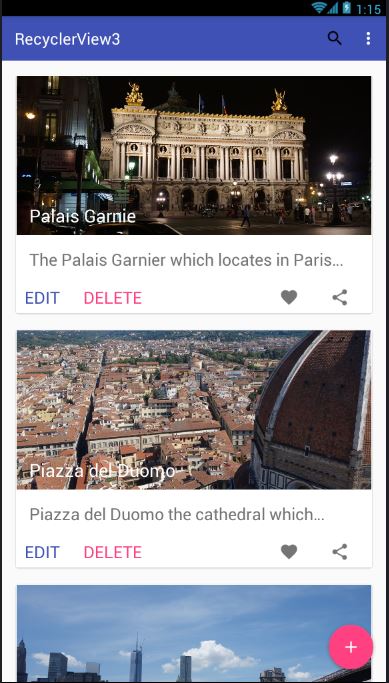 1:15
RecyclerView3
Palais Garnie
The Palais Garnier which locates in Paris...
EDIT DELETE
Piazza del Duomo
Piazza del Duomo the cathedral which...
EDIT DELETE